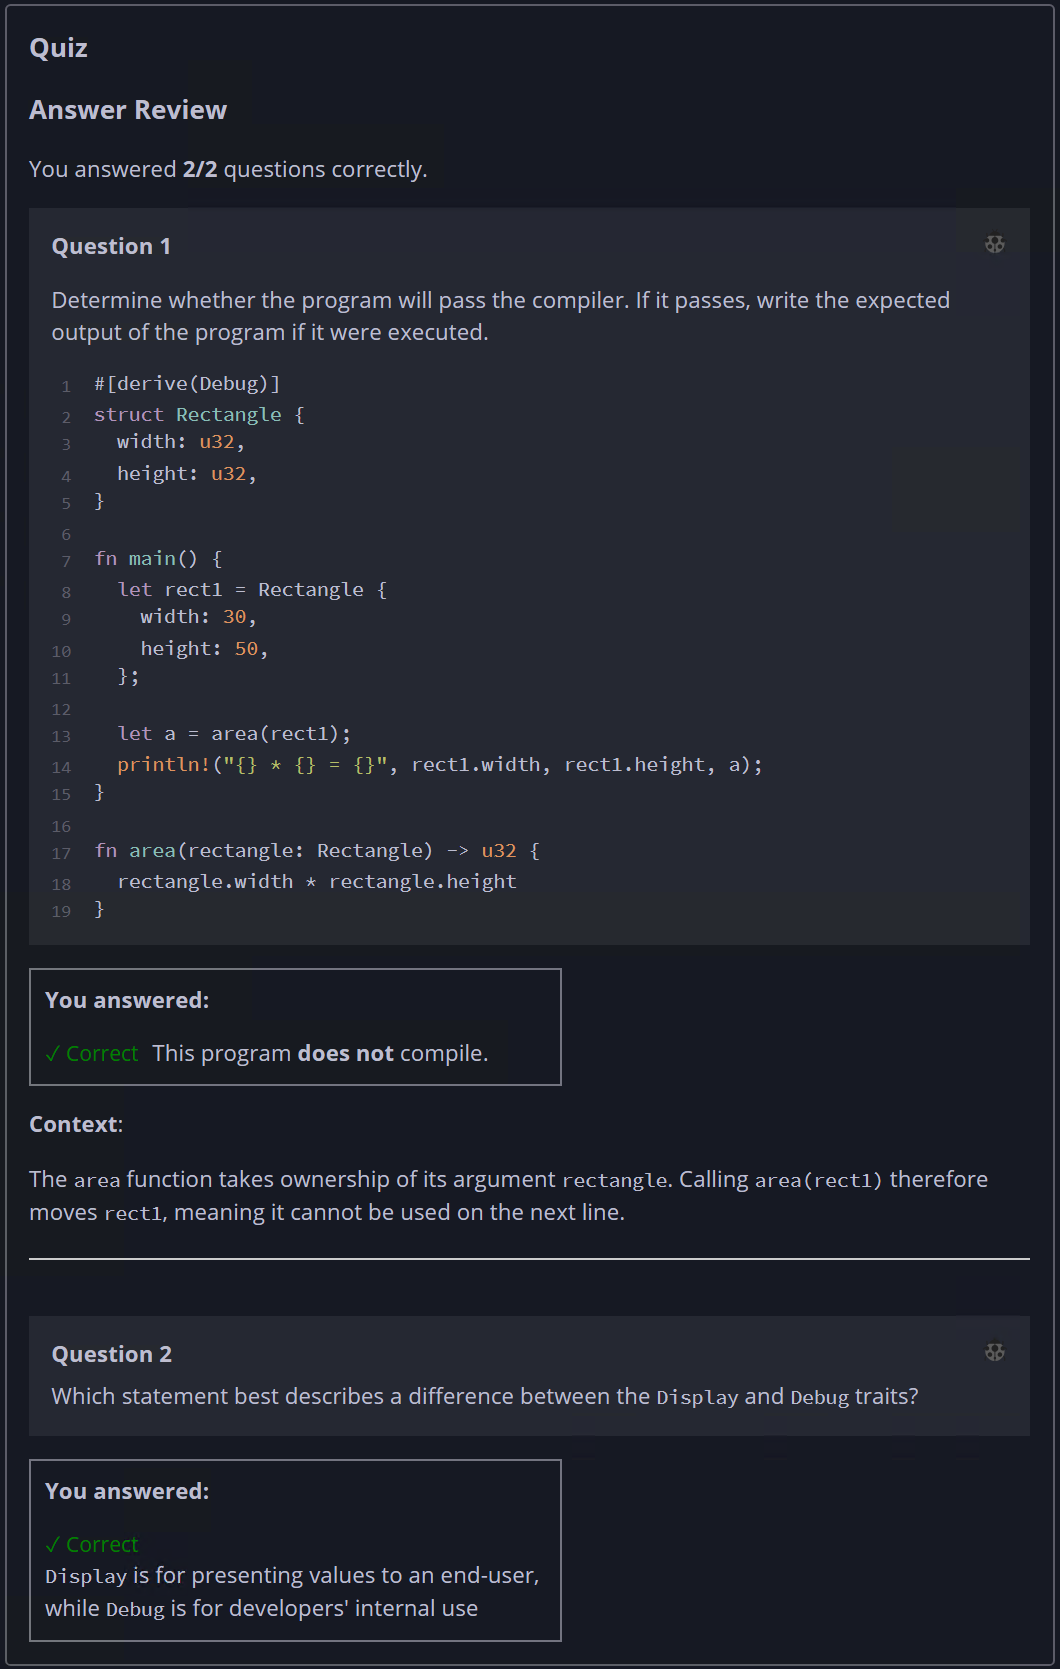 Quiz
Answer Review
You answered 2/2 questions correctly.
Question 1
Determine whether the program will pass the compiler. If it passes, write the expected
output of the program if it were executed.
1 #[derive(Debug)]
2 struct Rectangle {
3   width: u32,
4   height: u32,
5 }
6
7 fn main() {
8   let rect1 = Rectangle {
9     width: 30,
10     height: 50,
11   };
12
13   let a = area(rect1);
14   println!("{} * {} = {}", rect1.width, rect1.height, a);
15 }
16
17 fn area(rectangle: Rectangle) -> u32 {
18   rectangle.width * rectangle.height
19 }
You answered:
✓ Correct This program does not compile.
Context:
The area function takes ownership of its argument rectangle. Calling area(rect1) therefore
moves rect1, meaning it cannot be used on the next line.
Question 2
Which statement best describes a difference between the Display and Debug traits?
You answered:
✓ Correct
Display is for presenting values to an end-user,
while Debug is for developers' internal use